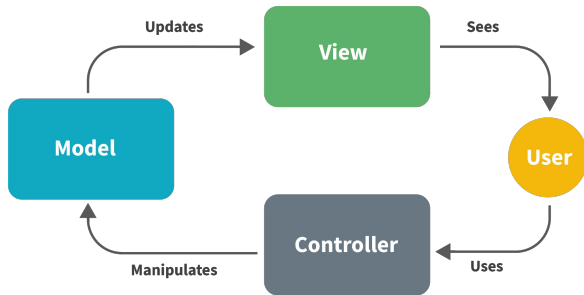 Updates
Sees
View
Model
User
Controller
Manipulates
Uses